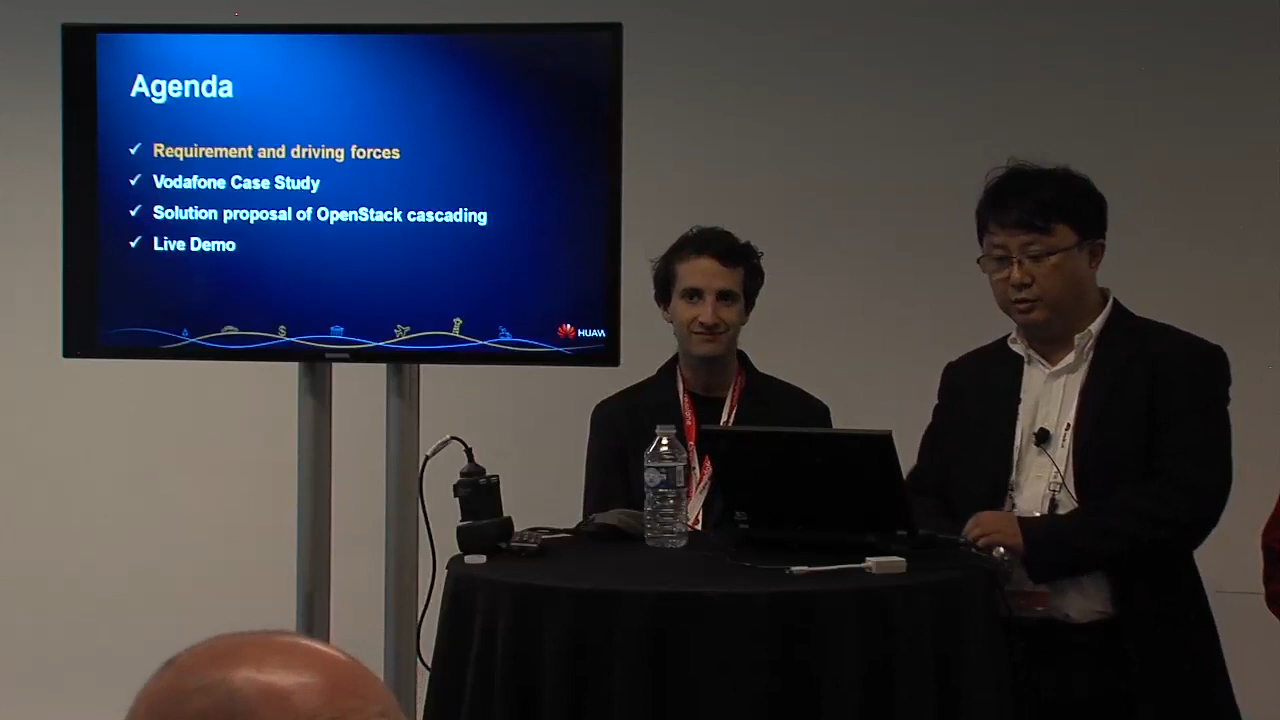 Agenda
✓ Requirement and driving forces
✓ Vodafone Case Study
✓ Solution proposal of OpenStack cascading
✓ Live Demo
HUAW